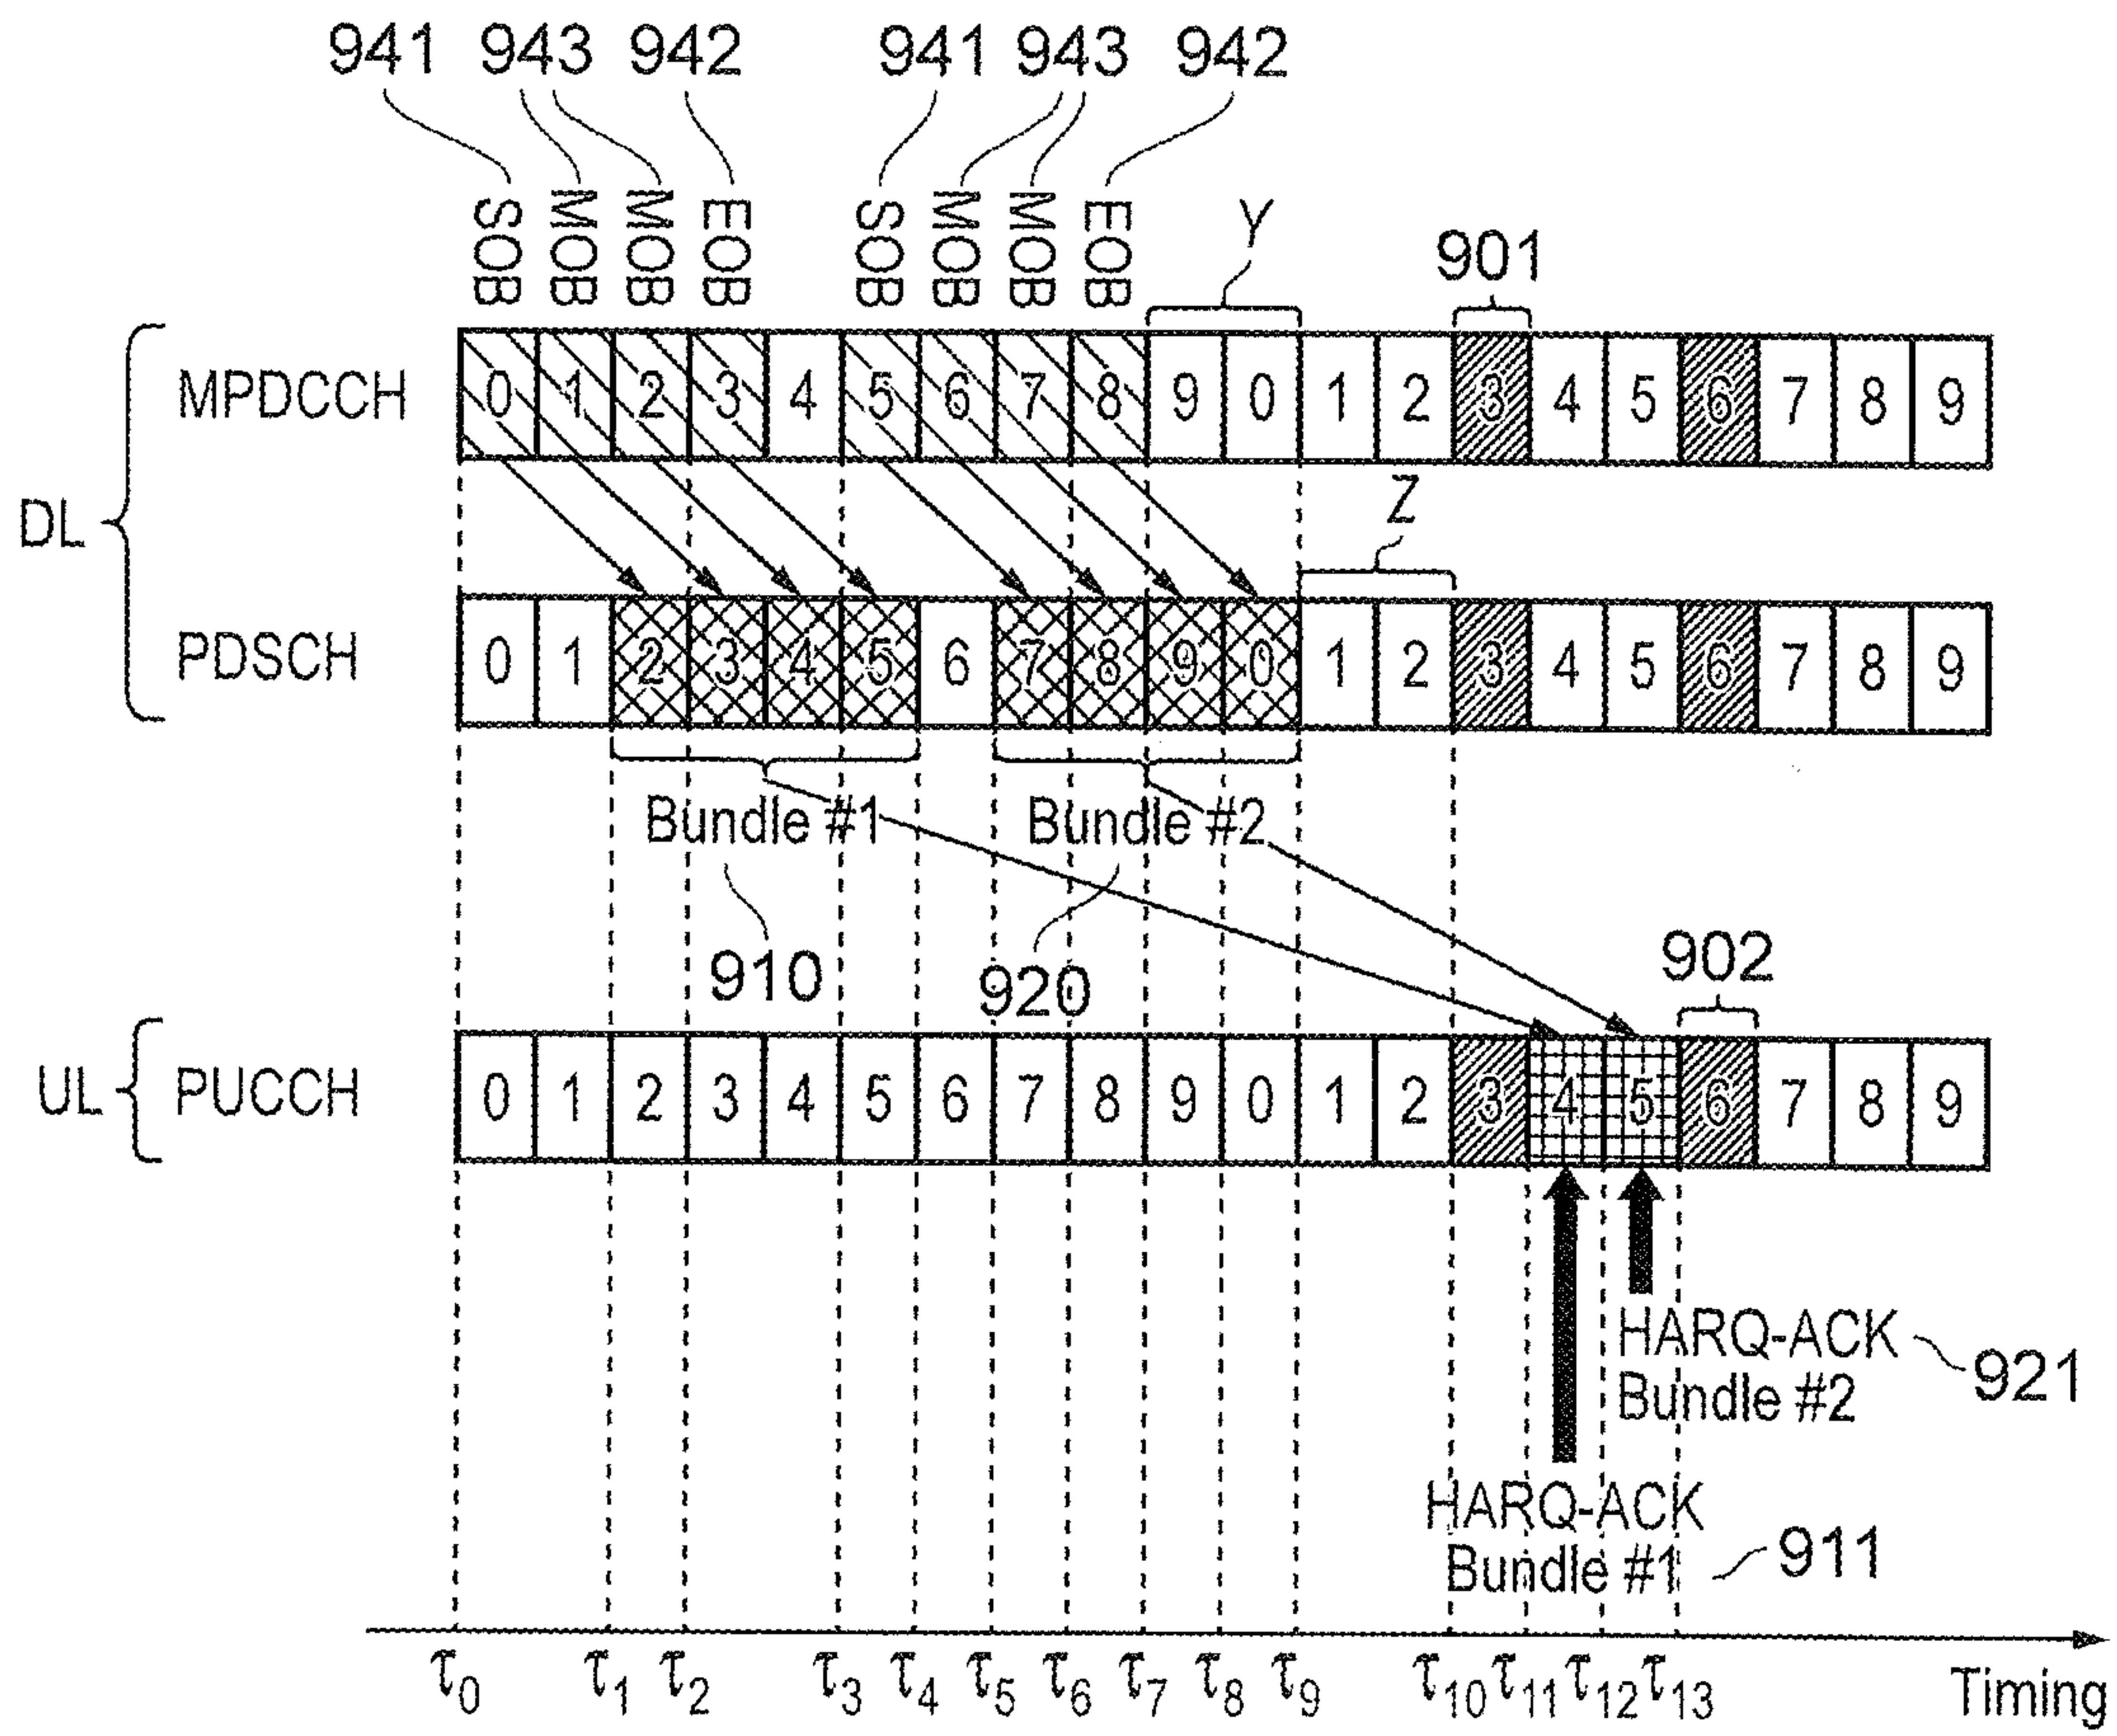 941 943 942 941 943 942
SOB MOB MOB EOB SOB MOB MOB EOB Y 901
MPDCCH 0 1 2 3 4 5 6 7 8 9 0 1 2 3 4 5 6 7 8 9
DL Z
PDSCH 0 1 2 3 4 5 6 7 8 9 0 1 2 3 4 5 6 7 8 9
Bundle #1 Bundle #2
910 920 902
UL PUCCH 0 1 2 3 4 5 6 7 8 9 0 1 2 3 4 5 6 7 8 9
HARQ-ACK
Bundle #2 921
HARQ-ACK
Bundle #1 911
τ0 τ1 τ2 τ3 τ4 τ5 τ6 τ7 τ8 τ9 τ10 τ11 τ12 τ13 Timing